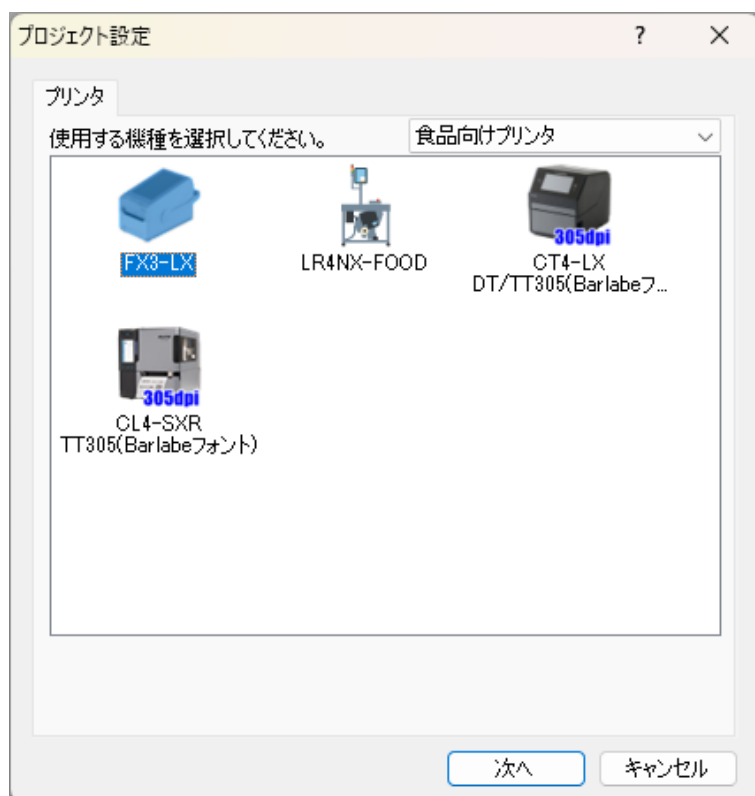 プロジェクト設定
?
プリンタ
使用する機種を選択してください。
食品向けプリンタ
FX3-LX
LR4NX-FOOD
305dpi
CT4-LX
DT/TT305(Barlabeフ...
305dpi
CL4-SXR
TT305(Barlabeフォント)
次へ
キャンセル